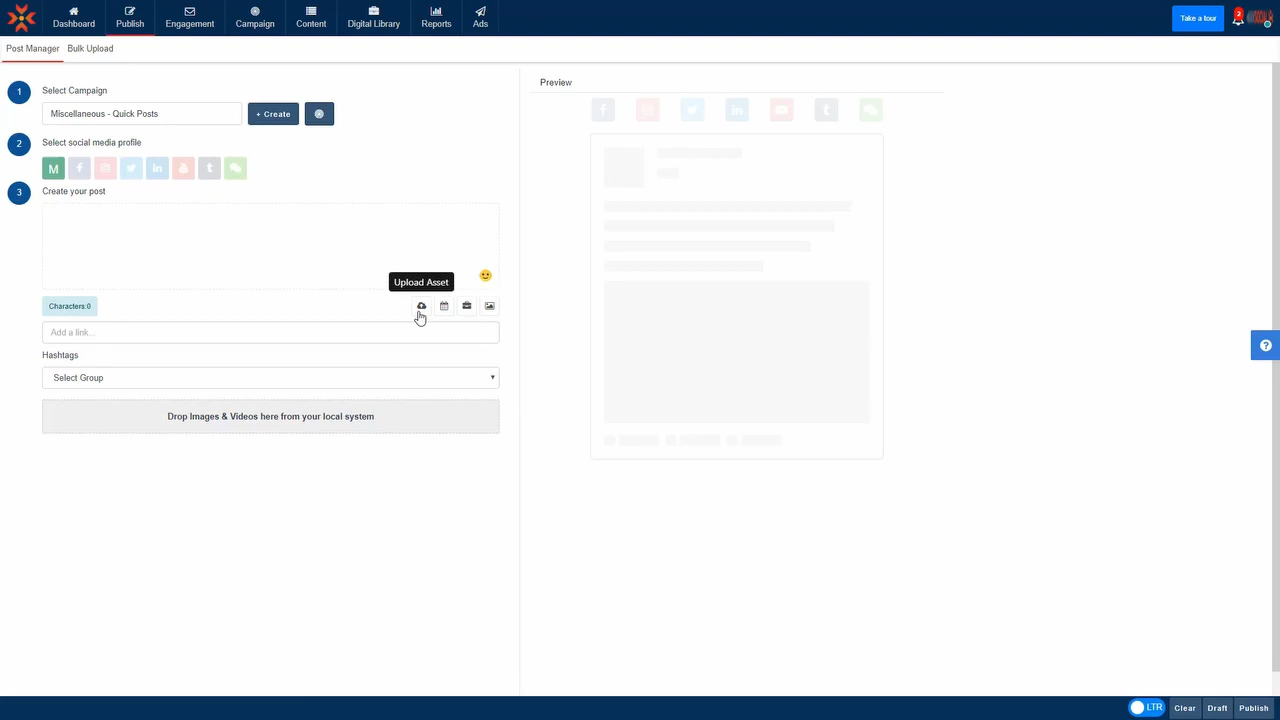 Dashboard Publish Engagement Campaign Content Digital Library Reports Ads
Take a tour 2
Post Manager Bulk Upload
1 Select Campaign
Miscellaneous - Quick Posts + Create
2 Select social media profile
M
3 Create your post
Upload Asset
Characters:0
Add a link...
Hashtags
Select Group
Drop Images & Videos here from your local system
Preview
?
LTR Clear Draft Publish